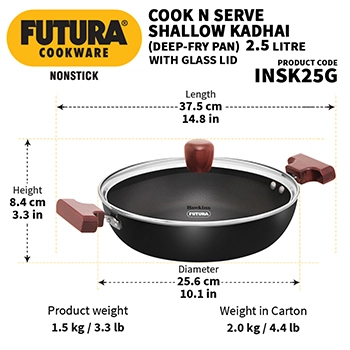 FUTURA®
COOKWARE
NONSTICK
COOK N SERVE
SHALLOW KADHAI
(DEEP-FRY PAN) 2.5 LITRE
WITH GLASS LID
PRODUCT CODE
INSK25G
Length
37.5 cm
14.8 in
Height
8.4 cm
3.3 in
Hawkins
FUTURA
Diameter
25.6 cm
10.1 in
Product weight
1.5 kg / 3.3 lb
Weight in Carton
2.0 kg / 4.4 lb